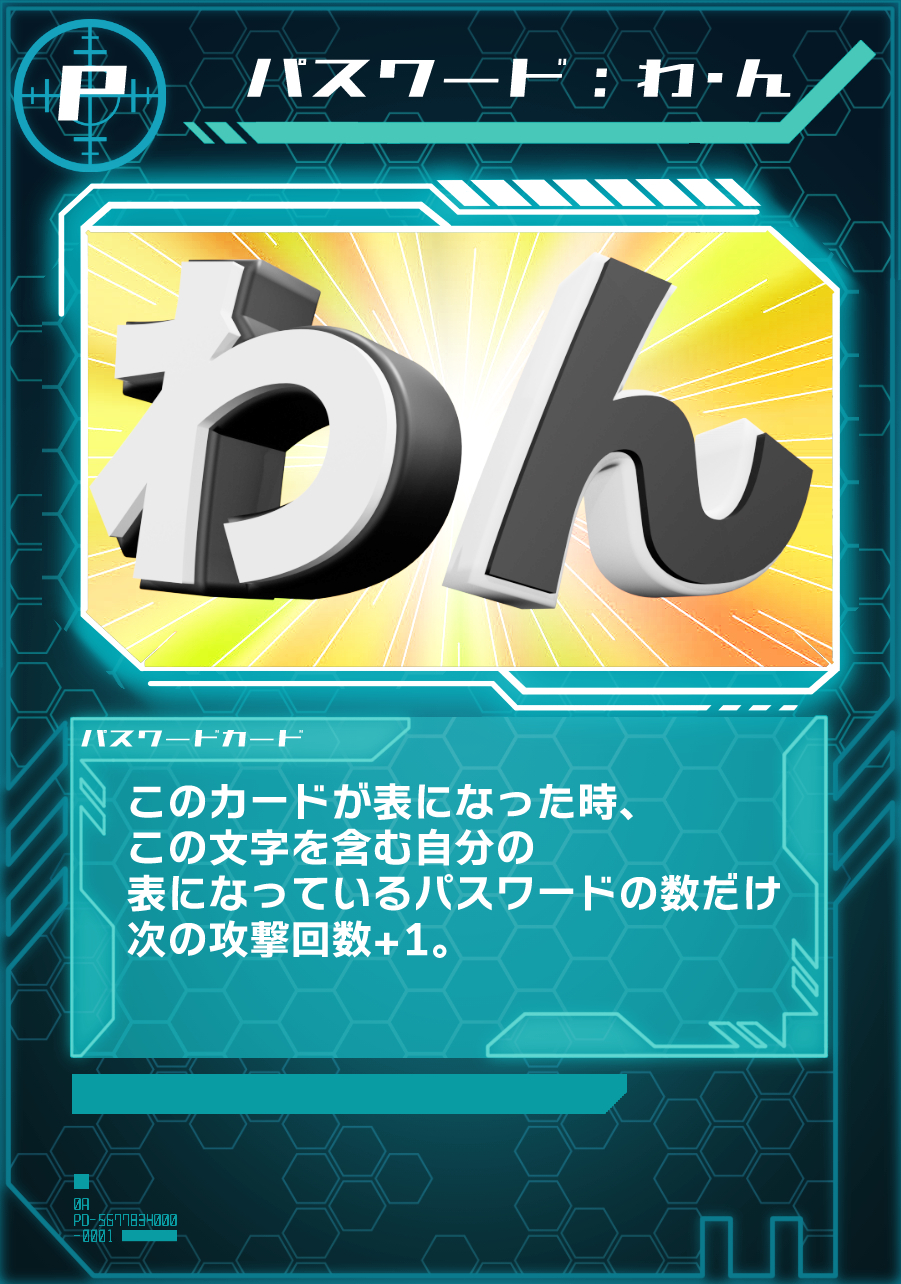 P
パスワード：わ・ん
わん
パスワードカード
このカードが表になった時、
この文字を含む自分の
表になっているパスワードの数だけ
次の攻撃回数+1。
0A
PD-5677834000
-0001